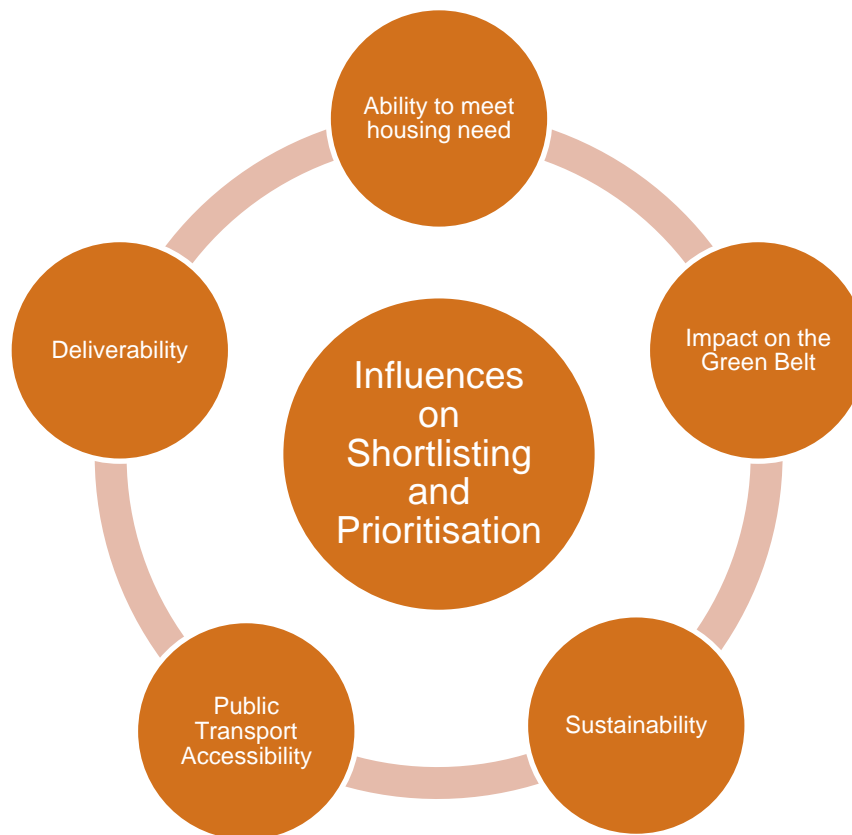 Ability to meet
housing need
Impact on the
Green Belt
Sustainability
Public
Transport
Accessibility
Deliverability
Influences
on
Shortlisting
and
Prioritisation